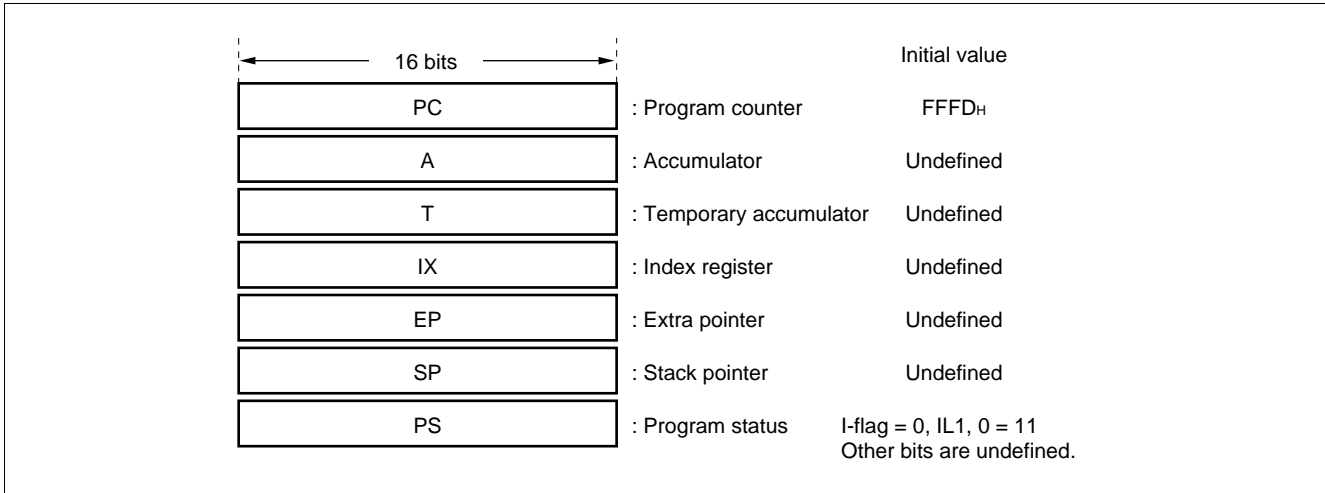 16 bits Initial value
PC : Program counter FFFDH
A : Accumulator Undefined
T : Temporary accumulator Undefined
IX : Index register Undefined
EP : Extra pointer Undefined
SP : Stack pointer Undefined
PS : Program status I-flag = 0, IL1, 0 = 11
Other bits are undefined.